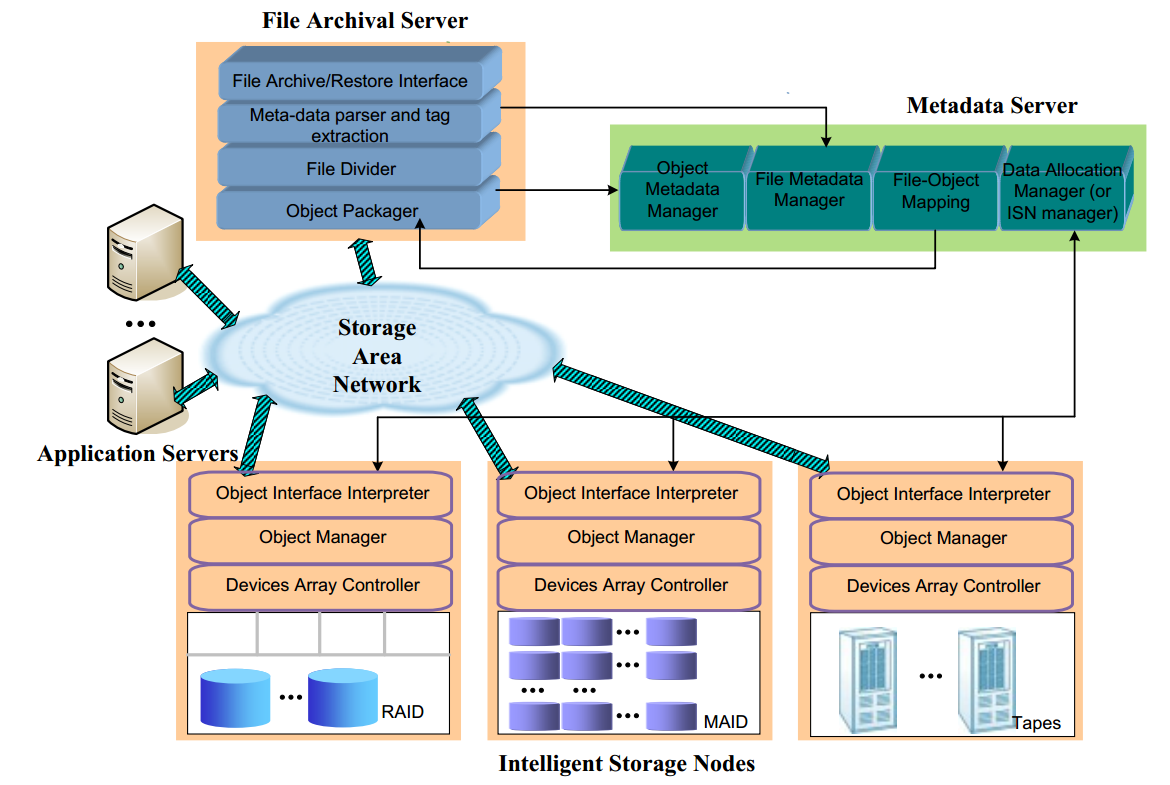 File Archival Server
File Archive/Restore Interface
Meta-data parser and tag
extraction
File Divider
Object Packager
Metadata Server
Object
Metadata
Manager
File Metadata
Manager
File-Object
Mapping
Data Allocation
Manager (or
ISN manager)
...
Storage
Area
Network
Application Servers
Object Interface Interpreter
Object Manager
Devices Array Controller
...
RAID
Object Interface Interpreter
Object Manager
Devices Array Controller
...
...
... ...
...
MAID
Object Interface Interpreter
Object Manager
Devices Array Controller
...
Tapes
Intelligent Storage Nodes